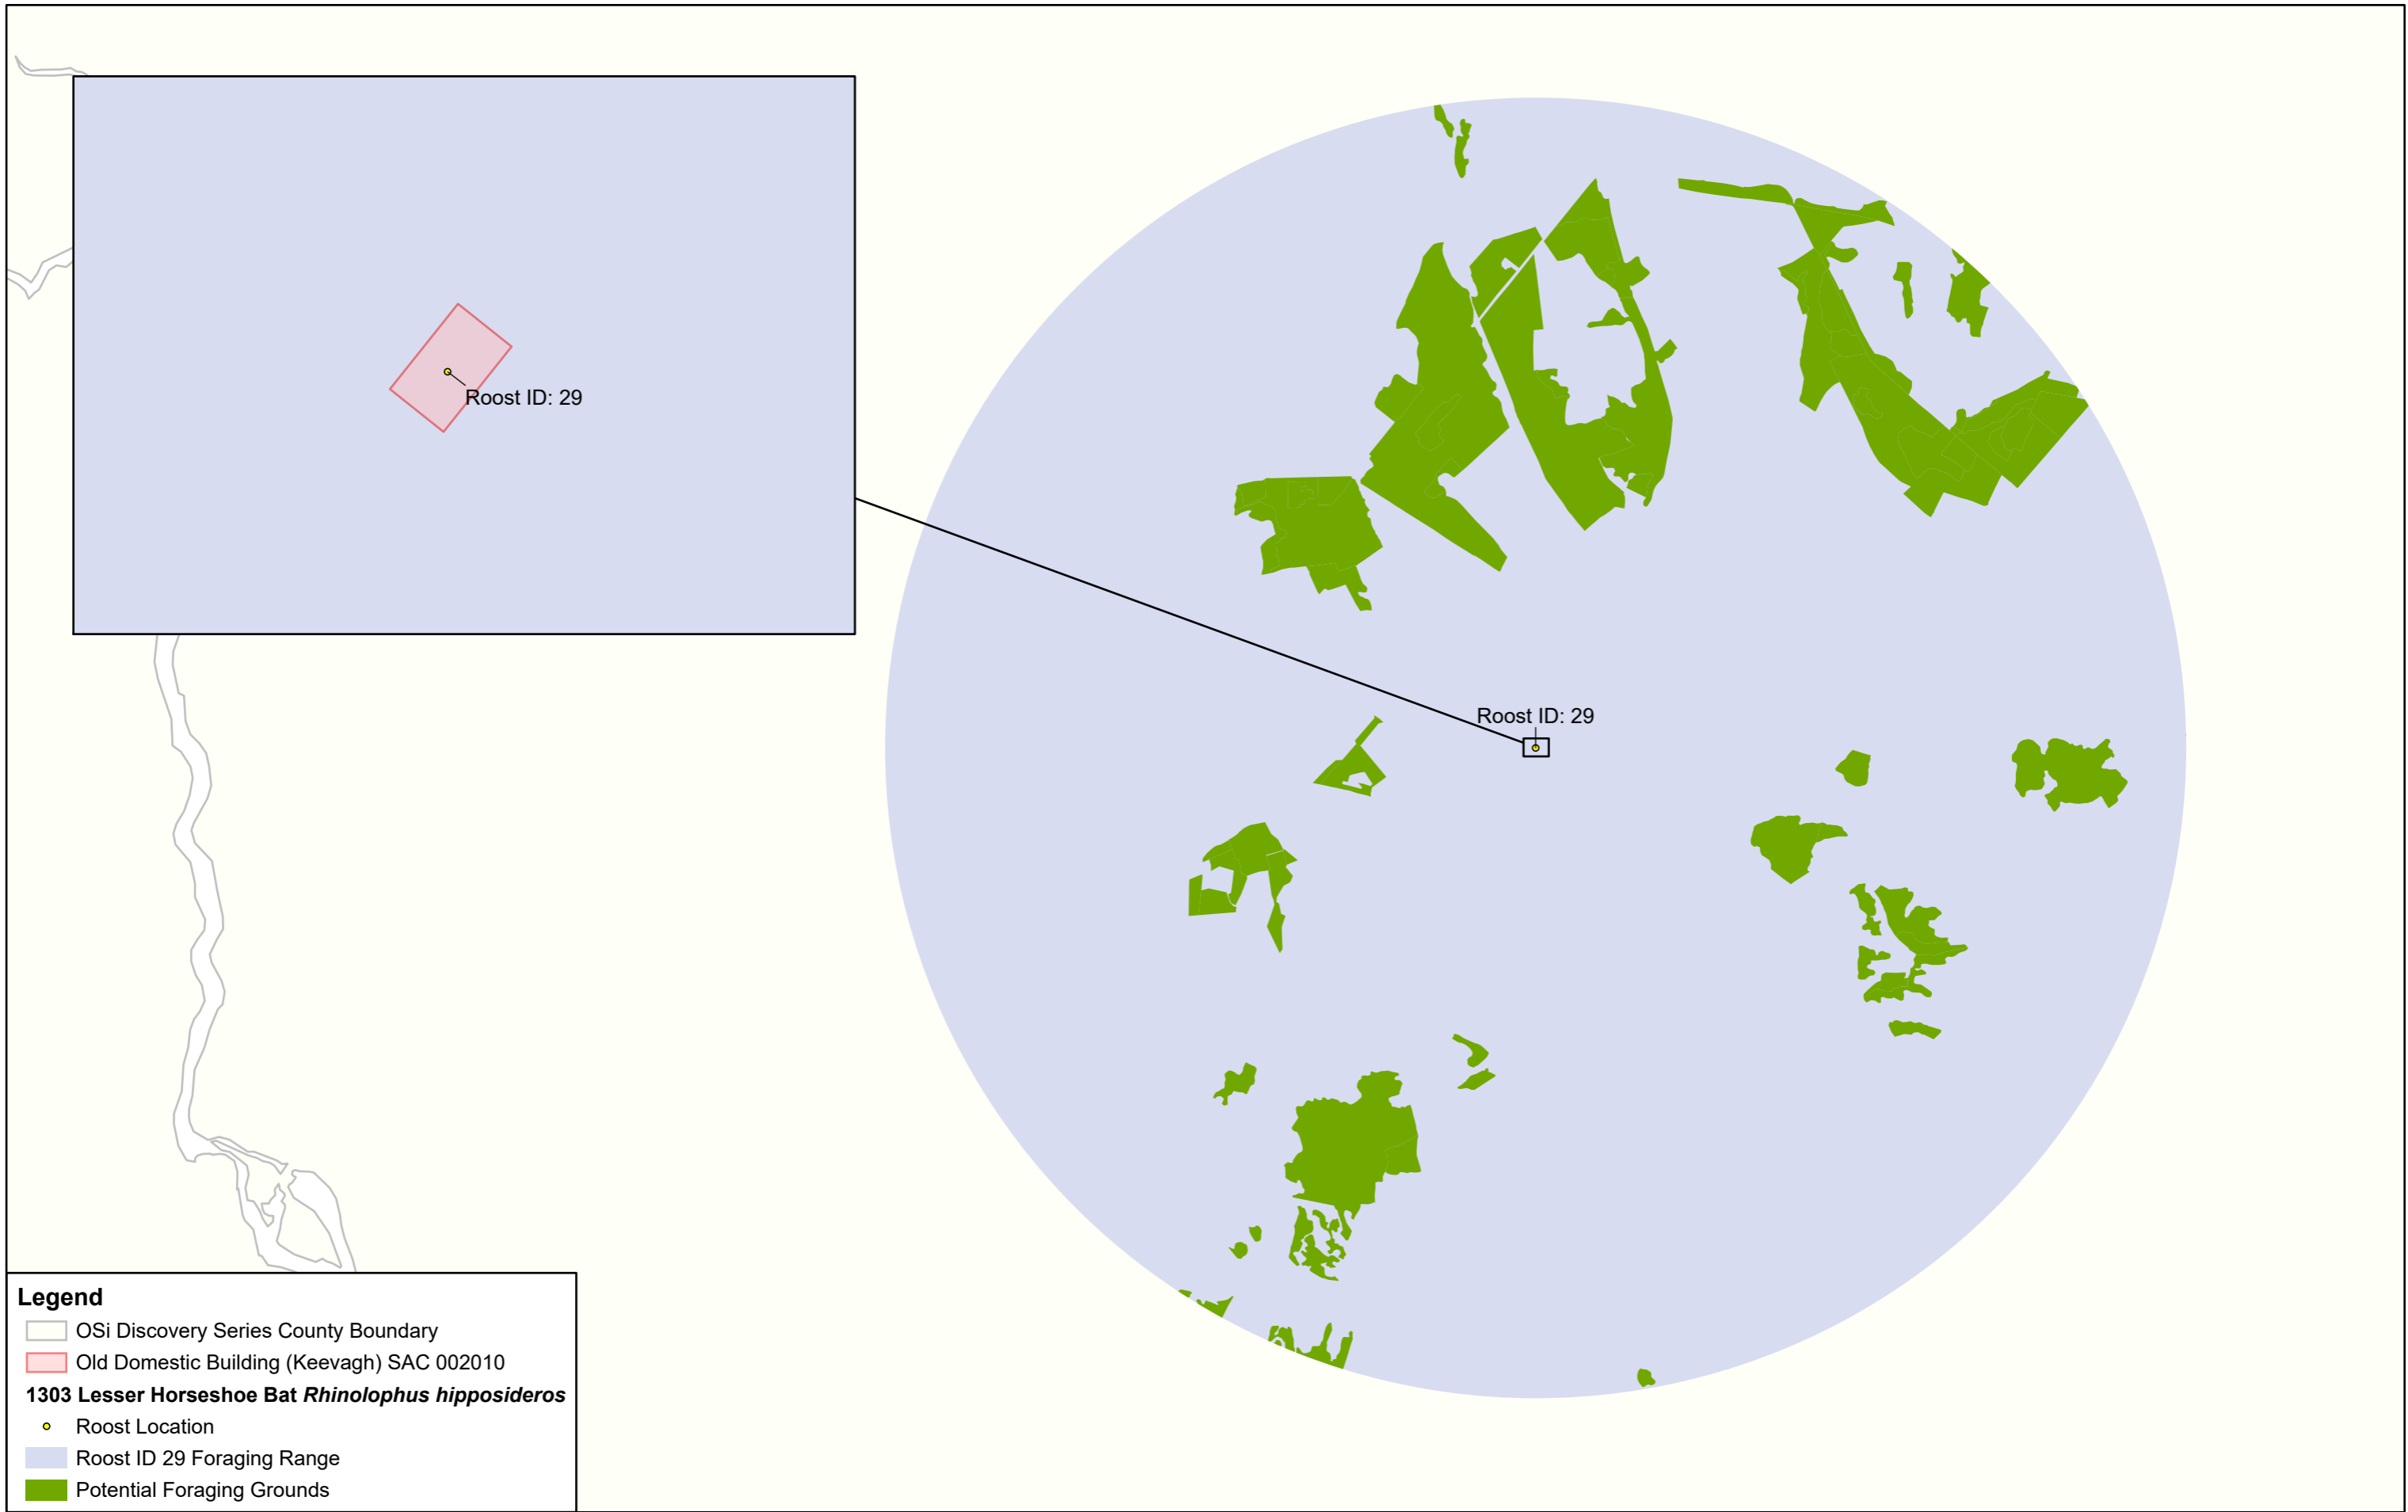 Roost ID: 29
Roost ID: 29
Legend
OSi Discovery Series County Boundary
Old Domestic Building (Keevagh) SAC 002010
1303 Lesser Horseshoe Bat Rhinolophus hipposideros
Roost Location
Roost ID 29 Foraging Range
Potential Foraging Grounds